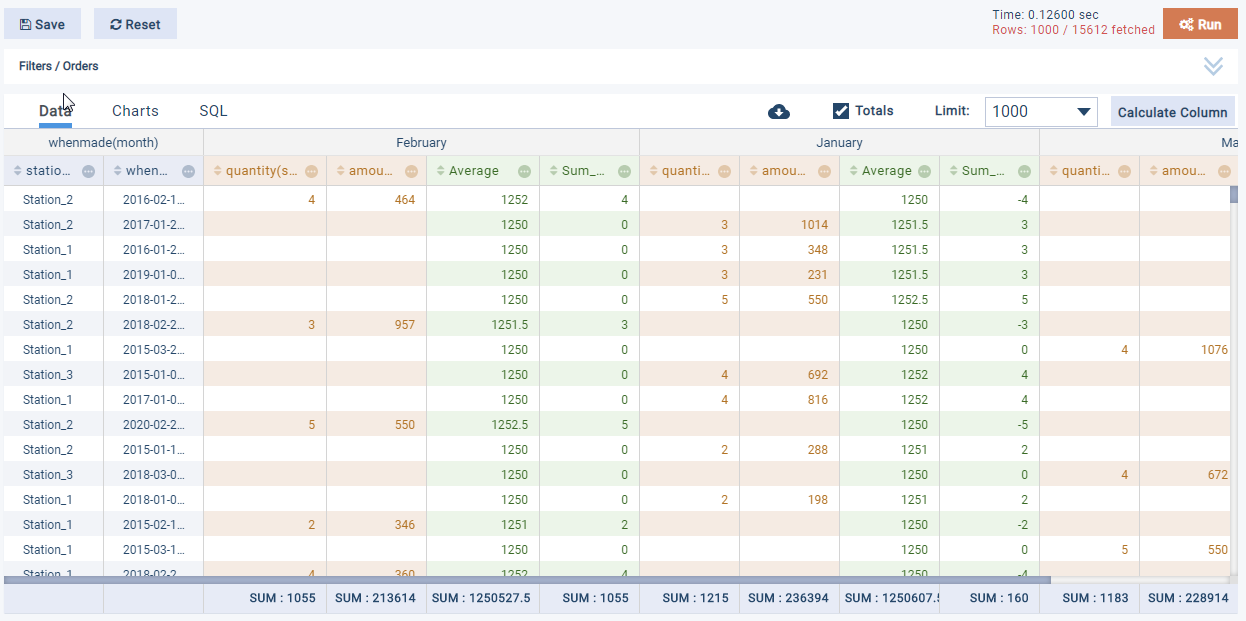 Save Reset Time: 0.12600 sec
Rows: 1000 / 15612 fetched
Run
Filters / Orders
Data Charts SQL Totals Limit: 1000 Calculate Column
whenmade(month) February January Ma
statio... when... quantity(s... amou... Average Sum_... quanti... amou... Average Sum_... quanti... amou...
Station_2 2016-02-1... 4 464 1252 4 1250 -4
Station_2 2017-01-2... 1250 0 3 1014 1251.5 3
Station_1 2016-01-2... 1250 0 3 348 1251.5 3
Station_1 2019-01-0... 1250 0 3 231 1251.5 3
Station_2 2018-01-2... 1250 0 5 550 1252.5 5
Station_2 2018-02-2... 3 957 1251.5 3 1250 -3
Station_1 2015-03-2... 1250 0 1250 0 4 1076
Station_3 2015-01-0... 1250 0 4 692 1252 4
Station_1 2017-01-0... 1250 0 4 816 1252 4
Station_2 2020-02-2... 5 550 1252.5 5 1250 -5
Station_2 2015-01-1... 1250 0 2 288 1251 2
Station_3 2018-03-0... 1250 0 1250 0 4 672
Station_1 2018-01-0... 1250 0 2 198 1251 2
Station_1 2015-02-1... 2 346 1251 2 1250 -2
Station_1 2015-03-1... 1250 0 1250 0 5 550
Station_1 2018-02-2... 4 360 1252 4 1250 -4
SUM : 1055 SUM : 213614 SUM : 1250527.5 SUM : 1055 SUM : 1215 SUM : 236394 SUM : 1250607.5 SUM : 160 SUM : 1183 SUM : 228914